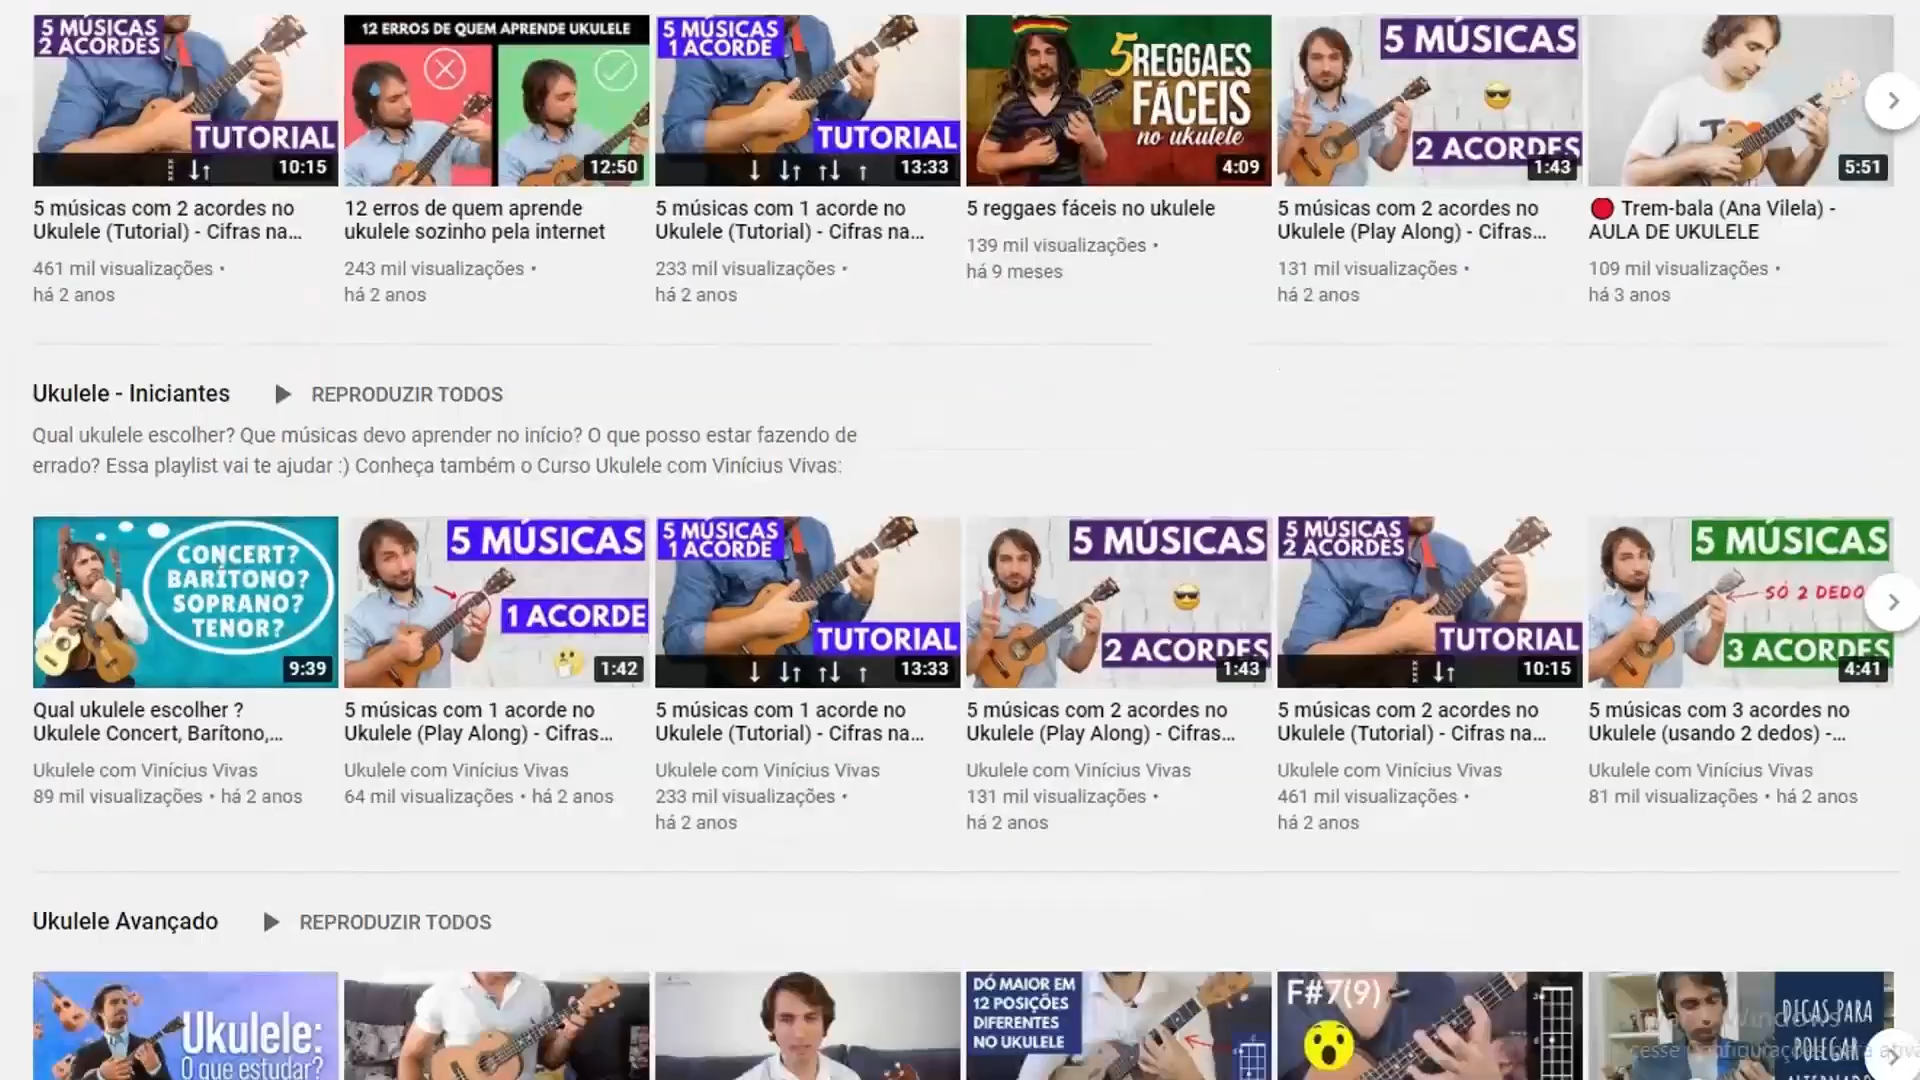 5 MÚSICAS
2 ACORDES
TUTORIAL
10:15
12 ERROS DE QUEM APRENDE UKULELE
12:50
5 MÚSICAS
1 ACORDE
TUTORIAL
13:33
5 REGGAES
FÁCEIS
no ukulele
4:09
5 MÚSICAS
2 ACORDES
1:43
5:51
5 músicas com 2 acordes no
Ukulele (Tutorial) - Cifras na...
461 mil visualizações •
há 2 anos
12 erros de quem aprende
ukulele sozinho pela internet
243 mil visualizações •
há 2 anos
5 músicas com 1 acorde no
Ukulele (Tutorial) - Cifras na...
233 mil visualizações •
há 2 anos
5 reggaes fáceis no ukulele
139 mil visualizações •
há 9 meses
5 músicas com 2 acordes no
Ukulele (Play Along) - Cifras...
131 mil visualizações •
há 2 anos
🔴 Trem-bala (Ana Vilela) -
AULA DE UKULELE
109 mil visualizações •
há 3 anos
Ukulele - Iniciantes ▶ REPRODUZIR TODOS
Qual ukulele escolher? Que músicas devo aprender no início? O que posso estar fazendo de
errado? Essa playlist vai te ajudar :) Conheça também o Curso Ukulele com Vinícius Vivas:
CONCERT?
BARÍTONO?
SOPRANO?
TENOR?
9:39
5 MÚSICAS
1 ACORDE
1:42
5 MÚSICAS
1 ACORDE
TUTORIAL
13:33
5 MÚSICAS
2 ACORDES
1:43
5 MÚSICAS
2 ACORDES
TUTORIAL
10:15
5 MÚSICAS
SÓ 2 DEDO
3 ACORDES
4:41
Qual ukulele escolher ?
Ukulele Concert, Barítono,...
Ukulele com Vinícius Vivas
89 mil visualizações • há 2 anos
5 músicas com 1 acorde no
Ukulele (Play Along) - Cifras...
Ukulele com Vinícius Vivas
64 mil visualizações • há 2 anos
5 músicas com 1 acorde no
Ukulele (Tutorial) - Cifras na...
Ukulele com Vinícius Vivas
233 mil visualizações •
há 2 anos
5 músicas com 2 acordes no
Ukulele (Play Along) - Cifras...
Ukulele com Vinícius Vivas
131 mil visualizações •
há 2 anos
5 músicas com 2 acordes no
Ukulele (Tutorial) - Cifras na...
Ukulele com Vinícius Vivas
461 mil visualizações •
há 2 anos
5 músicas com 3 acordes no
Ukulele (usando 2 dedos) -...
Ukulele com Vinícius Vivas
81 mil visualizações • há 2 anos
Ukulele Avançado ▶ REPRODUZIR TODOS
Ukulele:
O que estudar?
DÓ MAIOR EM
12 POSIÇÕES
DIFERENTES
NO UKULELE
F#7(9)
DICAS PARA
POLEGAR
Windows